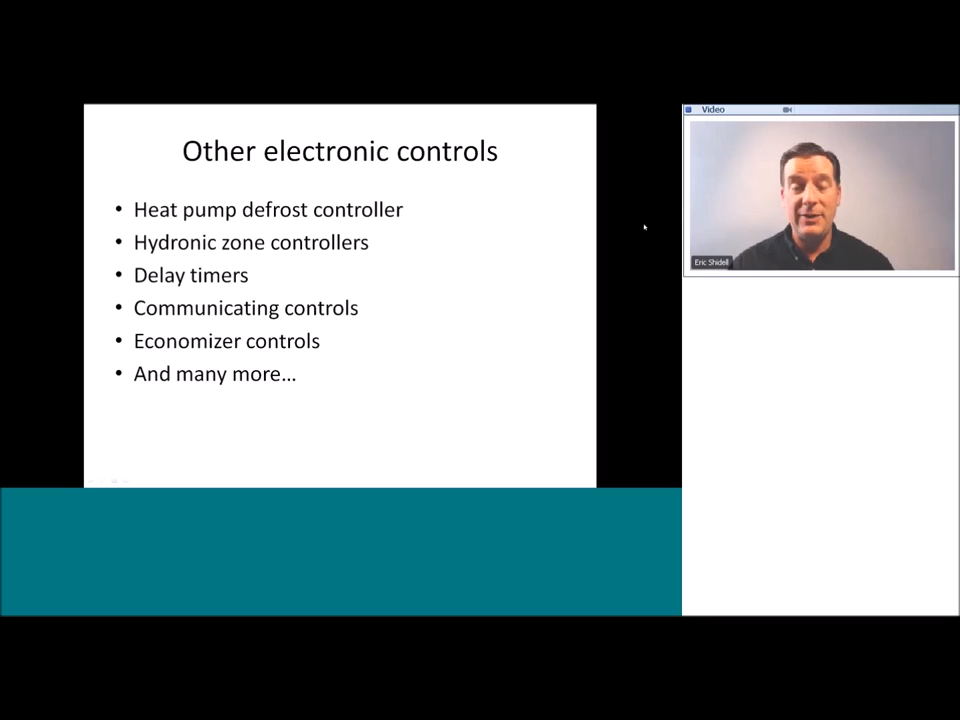 Other electronic controls
• Heat pump defrost controller
• Hydronic zone controllers
• Delay timers
• Communicating controls
• Economizer controls
• And many more…
Video
Eric Shidell